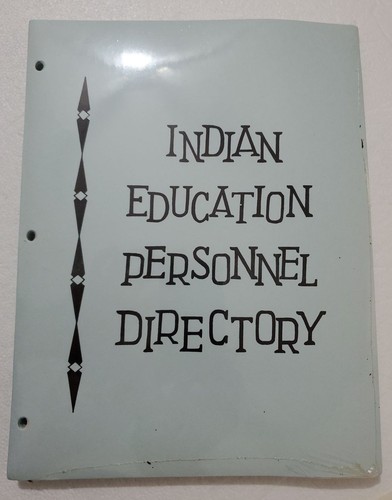 INDIAN
EDUCATION
PERSONNEL
DIRECTORY